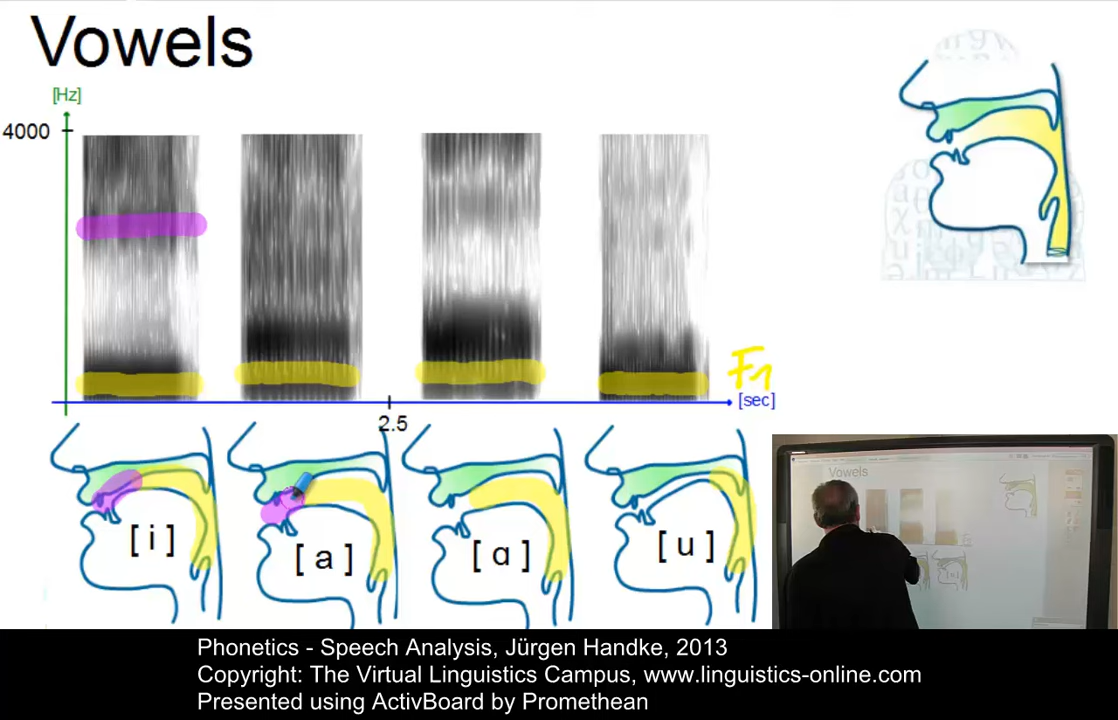 Vowels
[Hz]
4000
F1
[sec]
2.5
[i]
[a]
[ɑ]
[u]
Vowels
Phonetics - Speech Analysis, Jürgen Handke, 2013
Copyright: The Virtual Linguistics Campus, www.linguistics-online.com
Presented using ActivBoard by Promethean